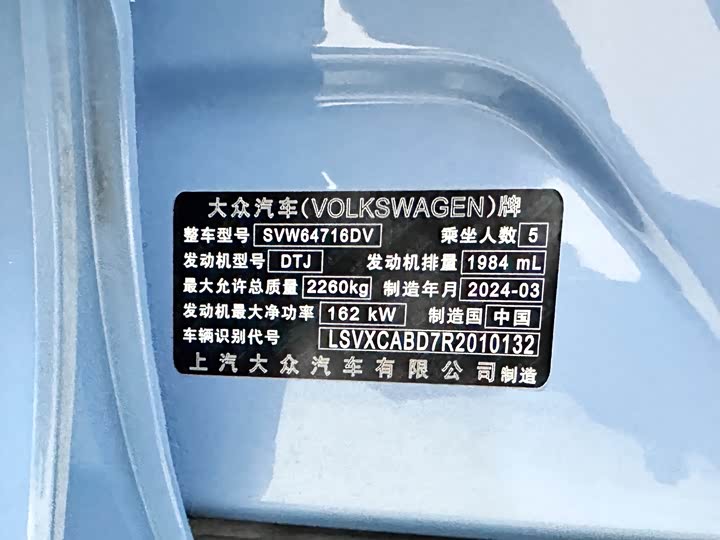 大众汽车(VOLKSWAGEN)牌
整车型号 SVW64716DV 乘坐人数 5
发动机型号 DTJ 发动机排量 1984 mL
最大允许总质量 2260kg 制造年月 2024-03
发动机最大净功率 162 kW 制造国 中国
车辆识别代号 LSVXCABD7R2010132
上汽大众汽车有限公司制造